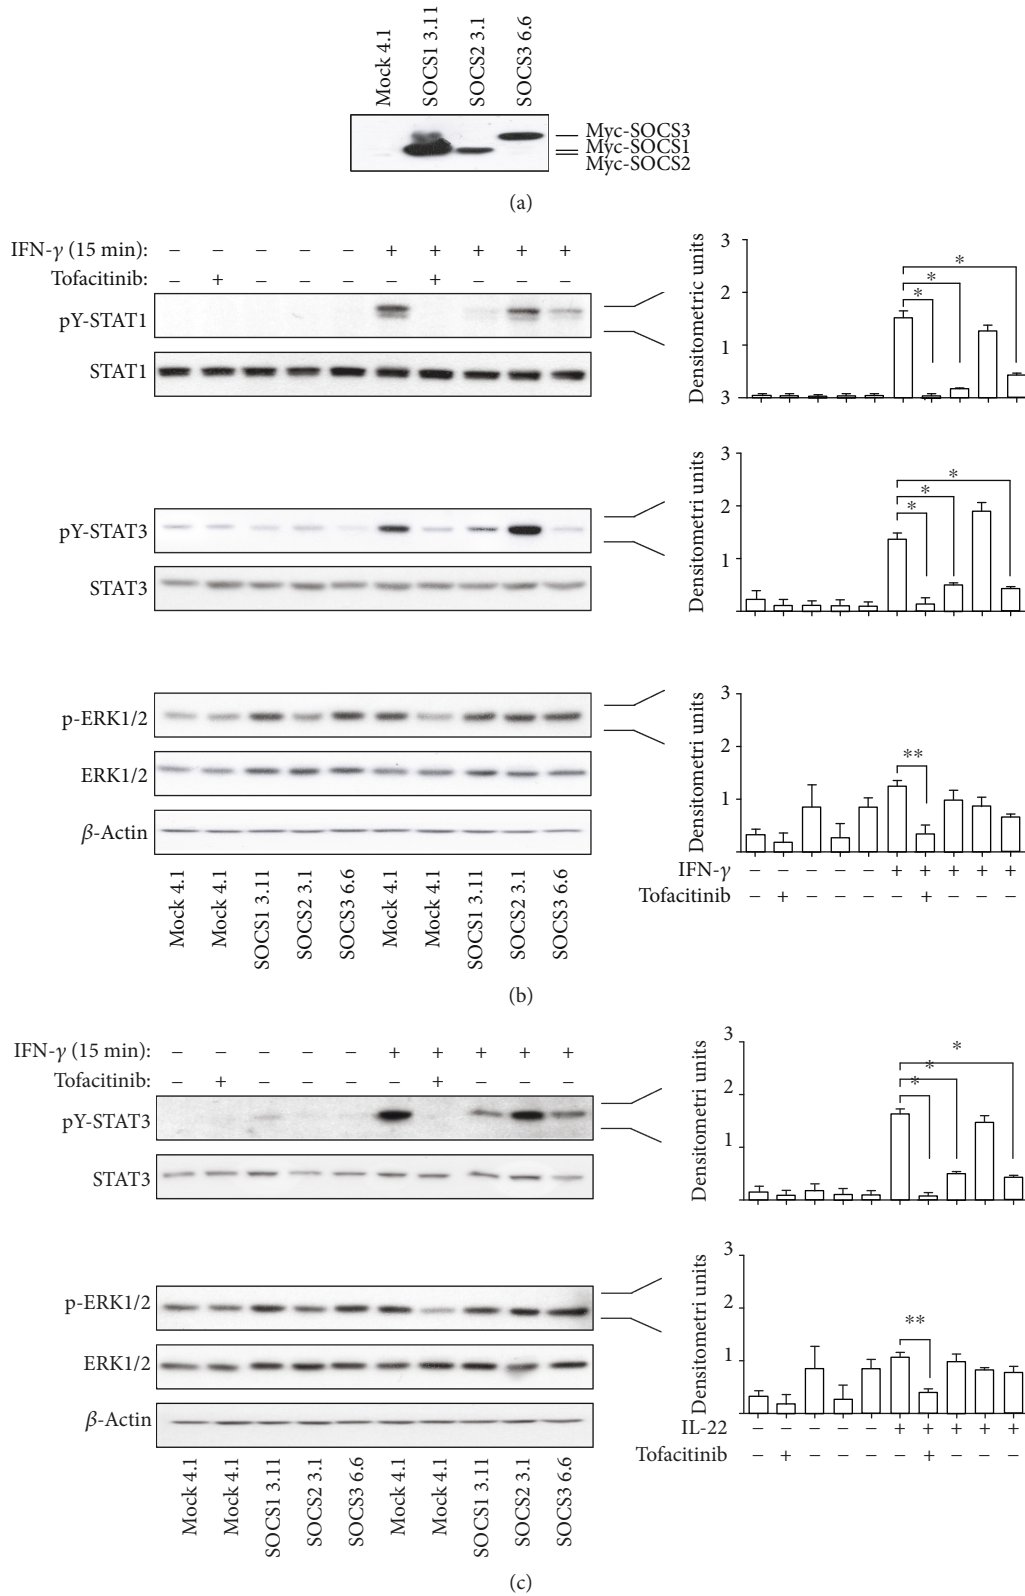 Mock 4.1
SOCS1 3.11
SOCS2 3.1
SOCS3 6.6
Myc-SOCS3
Myc-SOCS1
Myc-SOCS2
(a)
IFN-γ (15 min): – – – – – + + + + +
Tofacitinib: – + – – – – + – – –
pY-STAT1
STAT1
Densitometric units
3
2
1
3
* * *
pY-STAT3
STAT3
Densitometri units
3
2
1
* * *
p-ERK1/2
ERK1/2
β-Actin
Densitometri units
3
2
1
**
IFN-γ – – – – – + + + + +
Tofacitinib – + – – – – + – – –
Mock 4.1
Mock 4.1
SOCS1 3.11
SOCS2 3.1
SOCS3 6.6
Mock 4.1
Mock 4.1
SOCS1 3.11
SOCS2 3.1
SOCS3 6.6
(b)
IFN-γ (15 min): – – – – – + + + + +
Tofacitinib: – + – – – – + – – –
pY-STAT3
STAT3
Densitometri units
3
2
1
* * *
p-ERK1/2
ERK1/2
β-Actin
Densitometri units
3
2
1
**
IL-22 – – – – – + + + + +
Tofacitinib – + – – – – + – – –
Mock 4.1
Mock 4.1
SOCS1 3.11
SOCS2 3.1
SOCS3 6.6
Mock 4.1
Mock 4.1
SOCS1 3.11
SOCS2 3.1
SOCS3 6.6
(c)